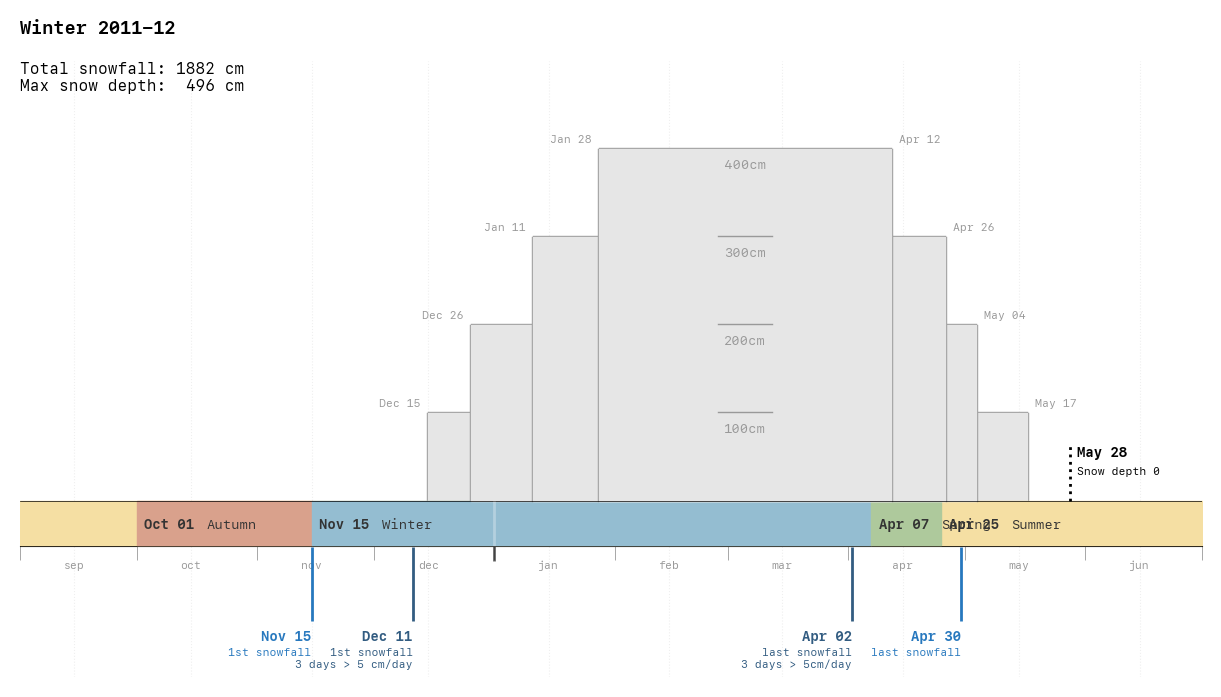 Winter 2011–12
Total snowfall: 1882 cm
Max snow depth: 496 cm
Jan 28
Apr 12
400cm
Jan 11
Apr 26
300cm
Dec 26
May 04
200cm
Dec 15
May 17
100cm
May 28
Snow depth 0
Oct 01 Autumn
Nov 15 Winter
Apr 07 Spring
Apr 25 Summer
sep oct nov dec jan feb mar apr may jun
Nov 15
1st snowfall
Dec 11
1st snowfall
3 days > 5 cm/day
Apr 02
last snowfall
3 days > 5cm/day
Apr 30
last snowfall